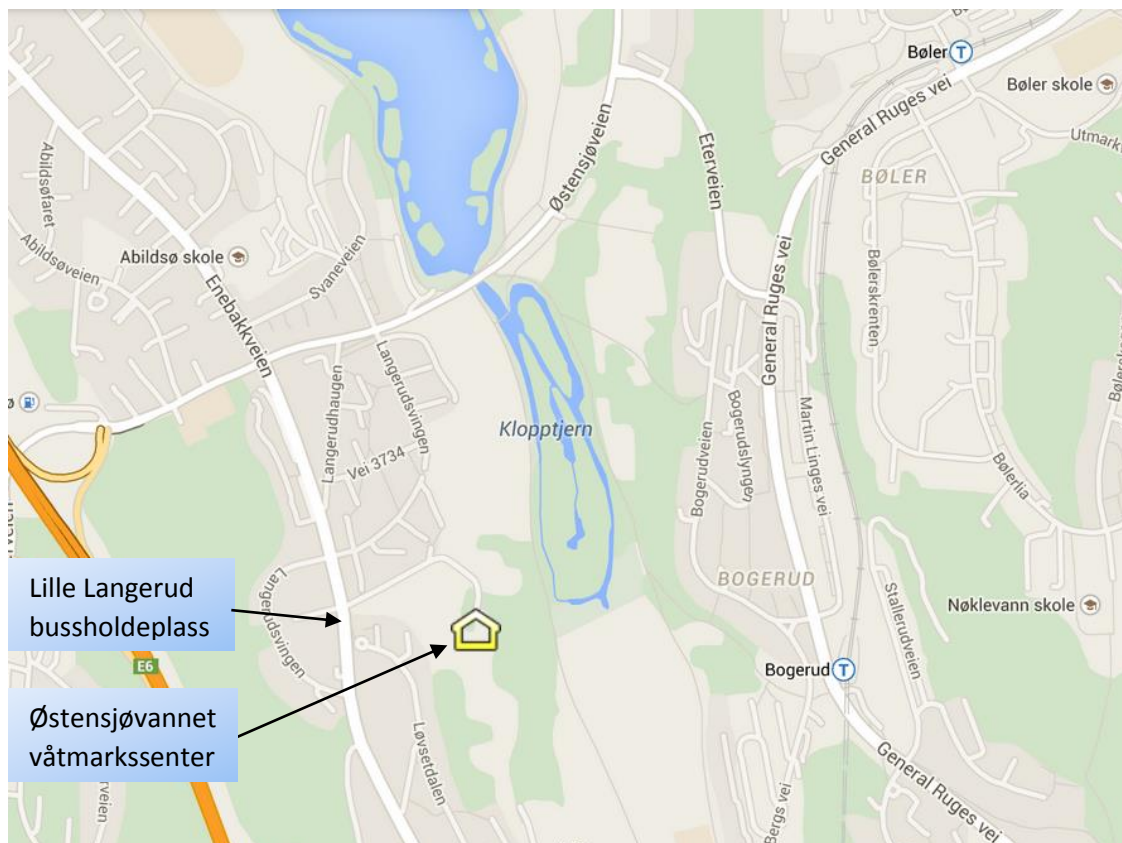 Bøler
Bøler skole
General Ruges vei
Utmark
Østensjøveien
Eterveien
BØLER
Abildsøfaret
Abildsøveien
Abildsø skole
Svaneveien
Enebakkveien
Bølerskrenten
General Ruges vei
Langerudhaugen
Langerudsvingen
Vei 3734
Klopptjern
Bogerudveien
Bogerudslyngen
Martin Linges vei
Bølerlia
ø
Lille Langerud
bussholdeplass
Langerudsvingen
BOGERUD
Stallerudveien
Nøklevann skole
E6
Bogerud
Østensjøvannet
våtmarkssenter
Løvsetdalen
General Ruges vei
Bergs vei